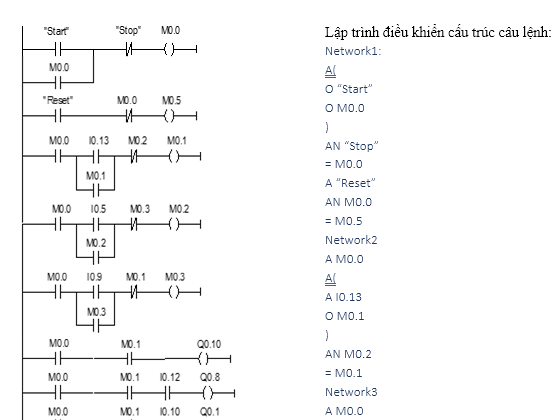 "Start" "Stop" M0.0
M0.0
"Reset" M0.0 M0.5
M0.0 I0.13 M0.2 M0.1
M0.1
M0.0 I0.5 M0.3 M0.2
M0.2
M0.0 I0.9 M0.1 M0.3
M0.3
M0.0 M0.1 Q0.10
M0.0 M0.1 I0.12 Q0.8
M0.0 M0.1 I0.10 Q0.1
Lập trình điều khiển cấu trúc câu lệnh:
Network1:
A(
O “Start”
O M0.0
)
AN “Stop”
= M0.0
A “Reset”
AN M0.0
= M0.5
Network2
A M0.0
A(
A I0.13
O M0.1
)
AN M0.2
= M0.1
Network3
A M0.0